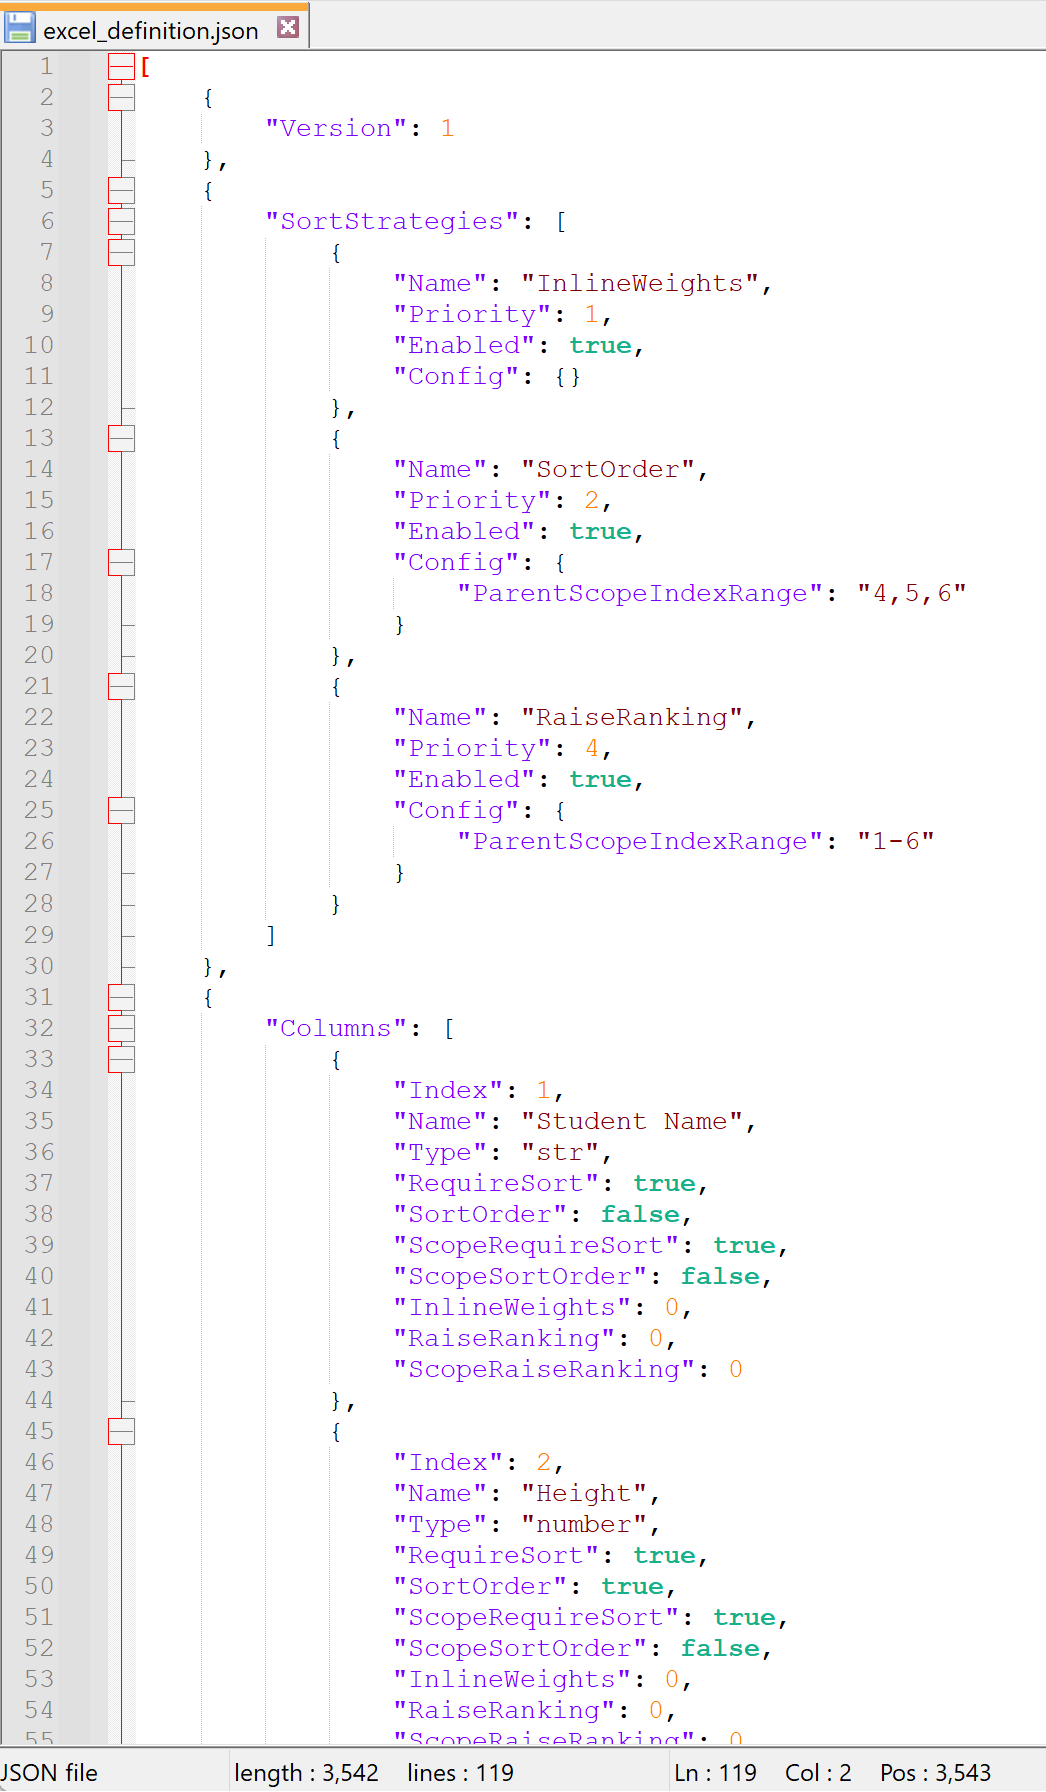 excel_definition.json
1 [
2 {
3 "Version": 1
4 },
5 {
6 "SortStrategies": [
7 {
8 "Name": "InlineWeights",
9 "Priority": 1,
10 "Enabled": true,
11 "Config": {}
12 },
13 {
14 "Name": "SortOrder",
15 "Priority": 2,
16 "Enabled": true,
17 "Config": {
18 "ParentScopeIndexRange": "4,5,6"
19 }
20 },
21 {
22 "Name": "RaiseRanking",
23 "Priority": 4,
24 "Enabled": true,
25 "Config": {
26 "ParentScopeIndexRange": "1-6"
27 }
28 }
29 ]
30 },
31 {
32 "Columns": [
33 {
34 "Index": 1,
35 "Name": "Student Name",
36 "Type": "str",
37 "RequireSort": true,
38 "SortOrder": false,
39 "ScopeRequireSort": true,
40 "ScopeSortOrder": false,
41 "InlineWeights": 0,
42 "RaiseRanking": 0,
43 "ScopeRaiseRanking": 0
44 },
45 {
46 "Index": 2,
47 "Name": "Height",
48 "Type": "number",
49 "RequireSort": true,
50 "SortOrder": true,
51 "ScopeRequireSort": true,
52 "ScopeSortOrder": false,
53 "InlineWeights": 0,
54 "RaiseRanking": 0,
55 "ScopeRaiseRanking": 0
JSON file length : 3,542 lines : 119 Ln : 119 Col : 2 Pos : 3,543